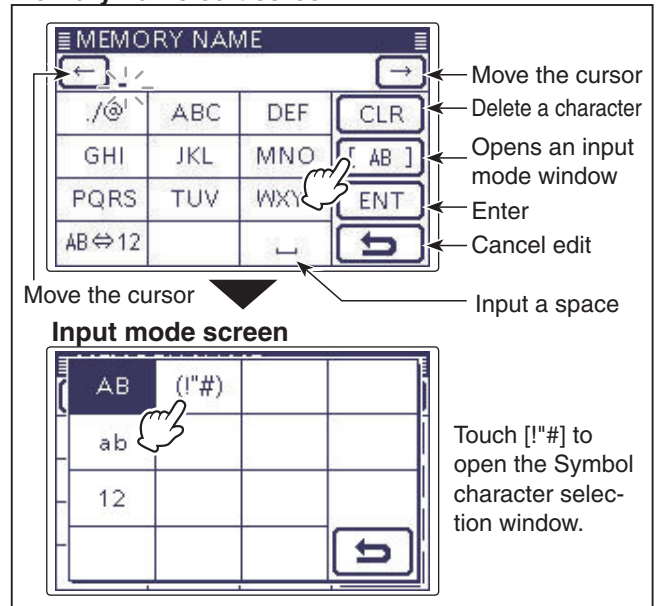 MEMORY NAME
← →
./@ ABC DEF CLR
GHI JKL MNO [ AB ]
PQRS TUV ENT
AB⇔12 ␣
Move the cursor
Delete a character
Opens an input
mode window
Enter
Cancel edit
Move the cursor
Input a space
Input mode screen
AB (!"#)
ab
12
Touch [!"#] to
open the Symbol
character selec-
tion window.